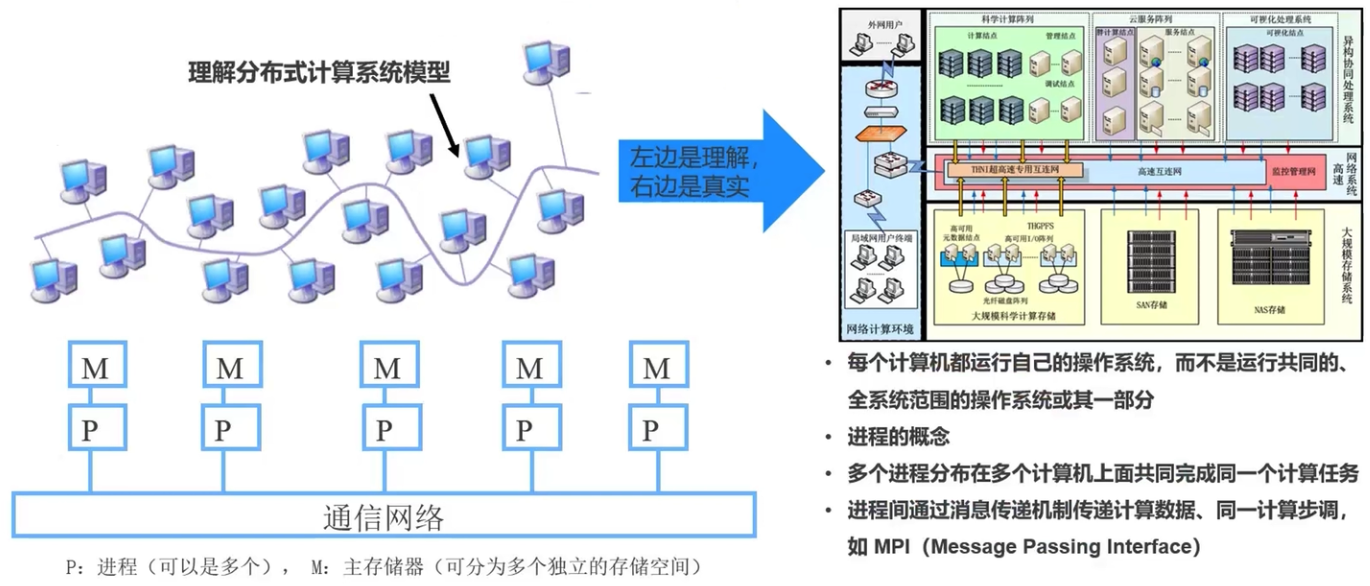 理解分布式计算系统模型
左边是理解，
右边是真实
外网用户
科学计算阵列
云服务阵列
可视化处理系统
计算结点
管理结点
胖计算结点
服务结点
可视化结点
调试结点
异构协同处理系统
THNI超高速专用互连网
高速互连网
监控管理网
高速
网络系统
局域网用户终端
网络计算环境
高可用
元数据结点
THGPFS
高可用I/O阵列
光纤磁盘阵列
大规模科学计算存储
SAN存储
NAS存储
大规模存储系统
M
M
M
M
M
P
P
P
P
P
通信网络
P：进程（可以是多个），M：主存储器（可分为多个独立的存储空间）
• 每个计算机都运行自己的操作系统，而不是运行共同的、
全系统范围的操作系统或其一部分
• 进程的概念
• 多个进程分布在多个计算机上面共同完成同一个计算任务
• 进程间通过消息传递机制传递计算数据、同一计算步调，
如 MPI（Message Passing Interface）